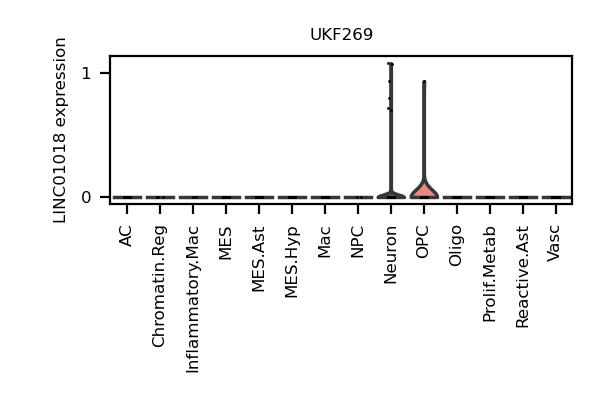 UKF269
LINC01018 expression
1
0
AC
Chromatin.Reg
Inflammatory.Mac
MES
MES.Ast
MES.Hyp
Mac
NPC
Neuron
OPC
Oligo
Prolif.Metab
Reactive.Ast
Vasc